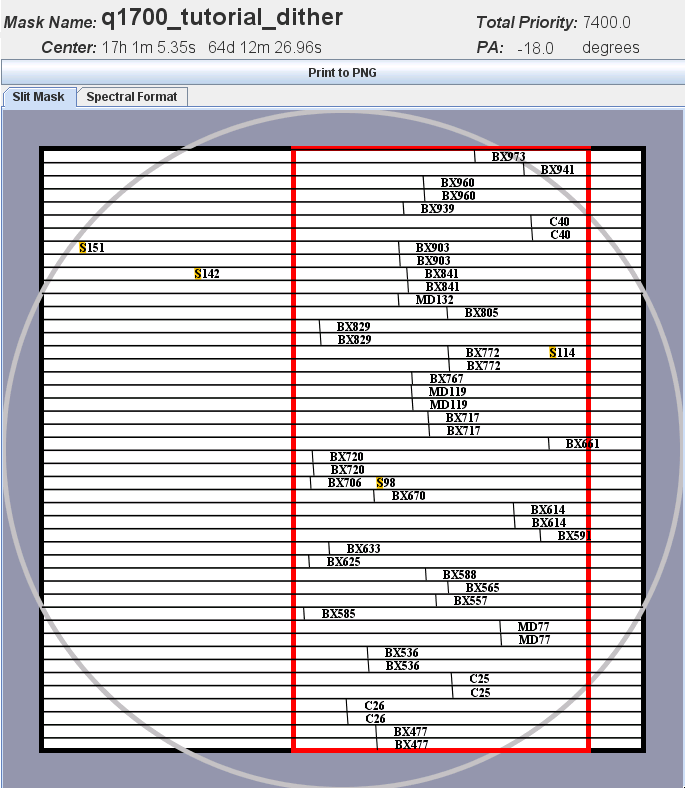 Mask Name: q1700_tutorial_dither Total Priority: 7400.0
Center: 17h 1m 5.35s 64d 12m 26.96s PA: -18.0 degrees
Print to PNG
Slit Mask Spectral Format
BX973
BX941
BX960
BX960
BX939
C40
C40
S151 BX903
BX903
S142 BX841
BX841
MD132
BX805
BX829
BX829
BX772 S114
BX772
BX767
MD119
MD119
BX717
BX717
BX661
BX720
BX720
BX706 S98
BX670
BX614
BX614
BX591
BX633
BX625
BX588
BX565
BX557
BX585
MD77
MD77
BX536
BX536
C25
C25
C26
C26
BX477
BX477